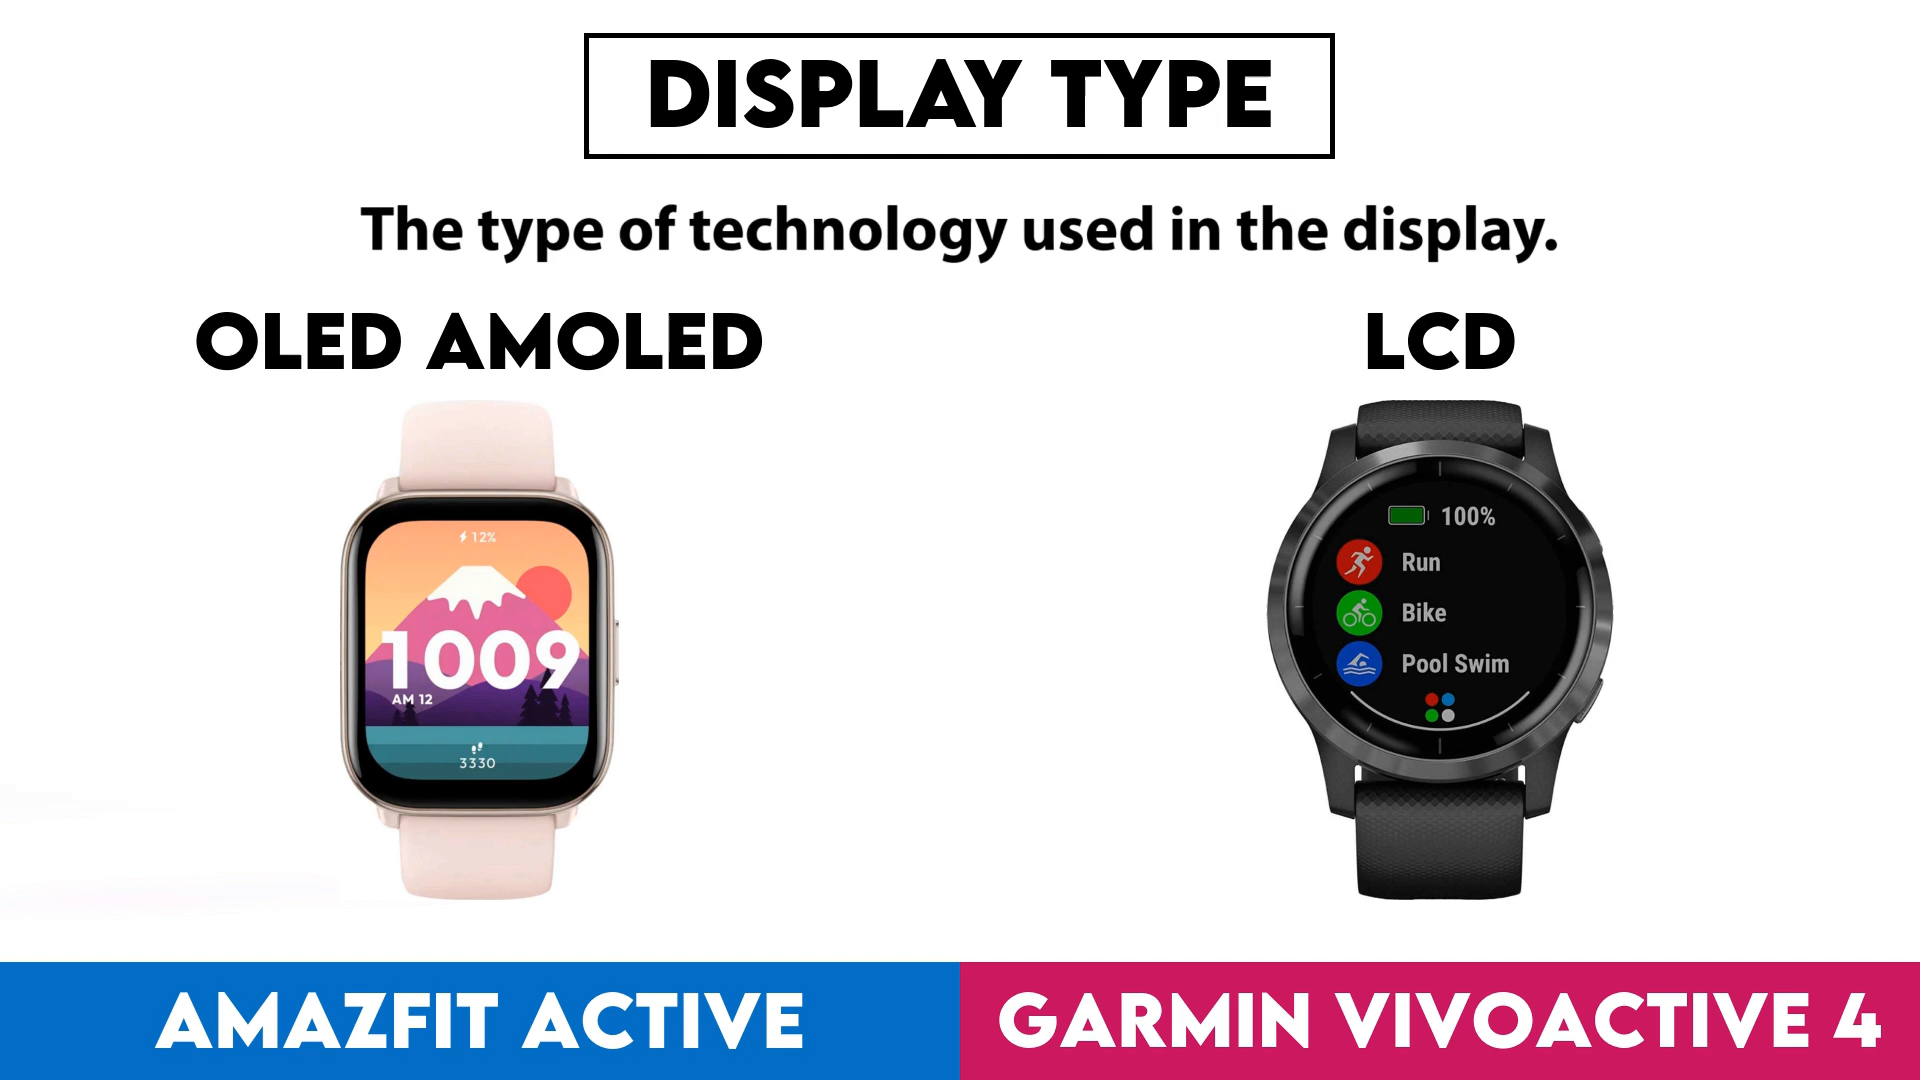 DISPLAY TYPE
The type of technology used in the display.
OLED AMOLED
LCD
12%
1009
AM 12
3330
100%
Run
Bike
Pool Swim
AMAZFIT ACTIVE
GARMIN VIVOACTIVE 4